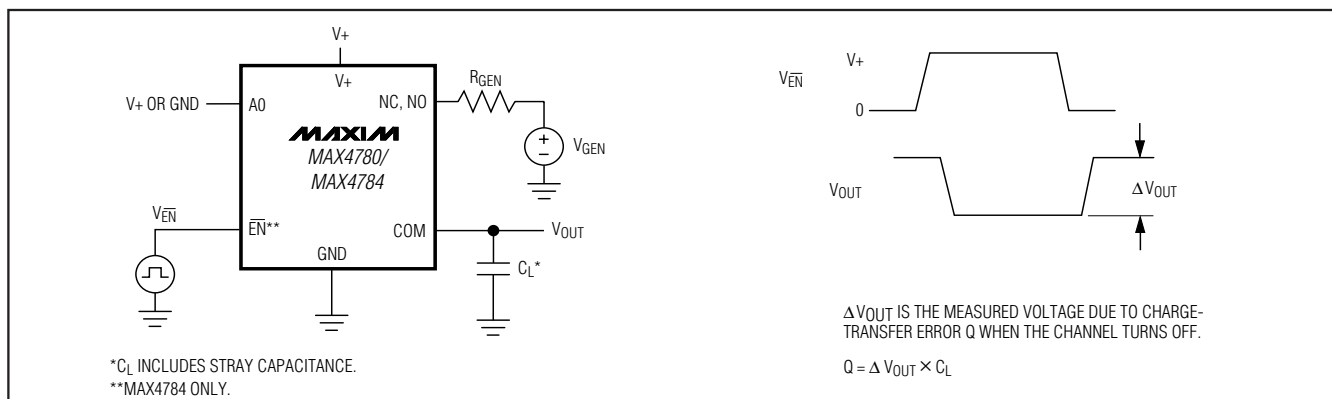 V+
V+
V+ OR GND
A0
NC, NO
RGEN
MAXIM
MAX4780/
MAX4784
+
−
VGEN
VEN
EN**
COM
VOUT
GND
CL*
*CL INCLUDES STRAY CAPACITANCE.
**MAX4784 ONLY.
V+
VEN
0
VOUT
ΔVOUT
ΔVOUT IS THE MEASURED VOLTAGE DUE TO CHARGE-
TRANSFER ERROR Q WHEN THE CHANNEL TURNS OFF.
Q = Δ VOUT × CL